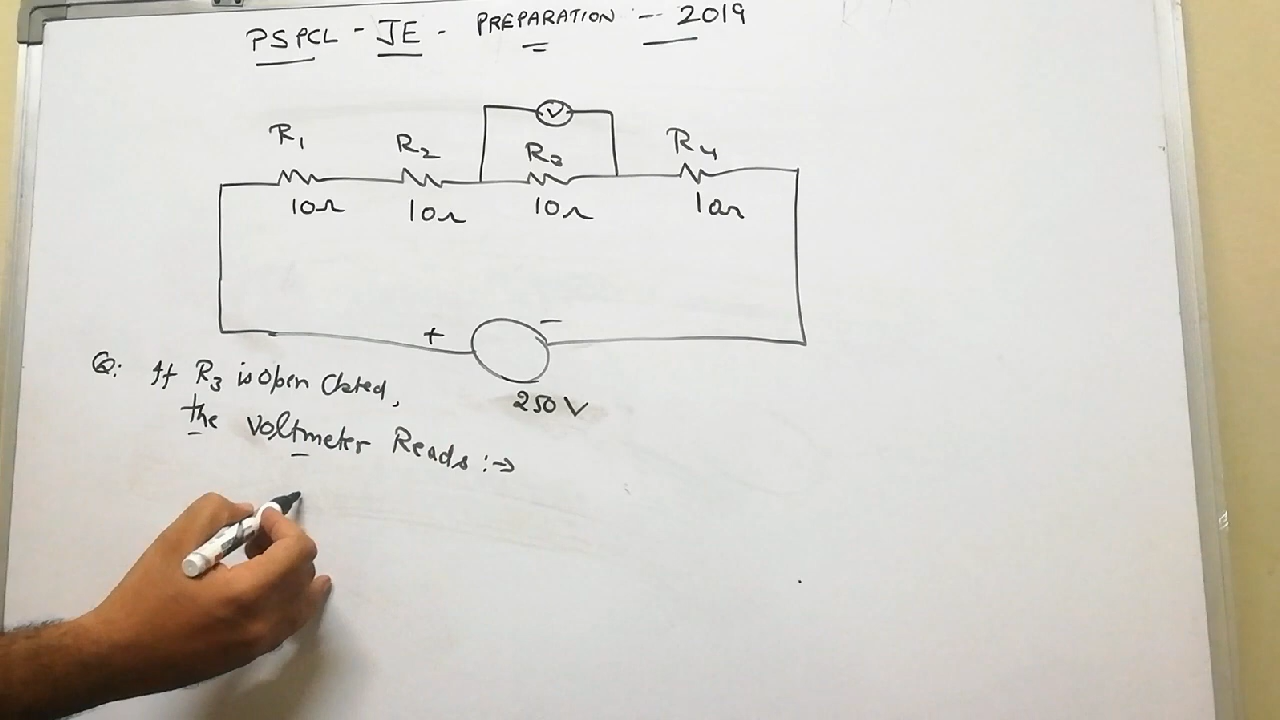 PSPCL - JE - PREPARATION - 2019
V
R1 R2 R3 R4
10Ω 10Ω 10Ω 10Ω
+ −
250 V
Q: If R3 is open Ckted,
the Voltmeter Reads :→